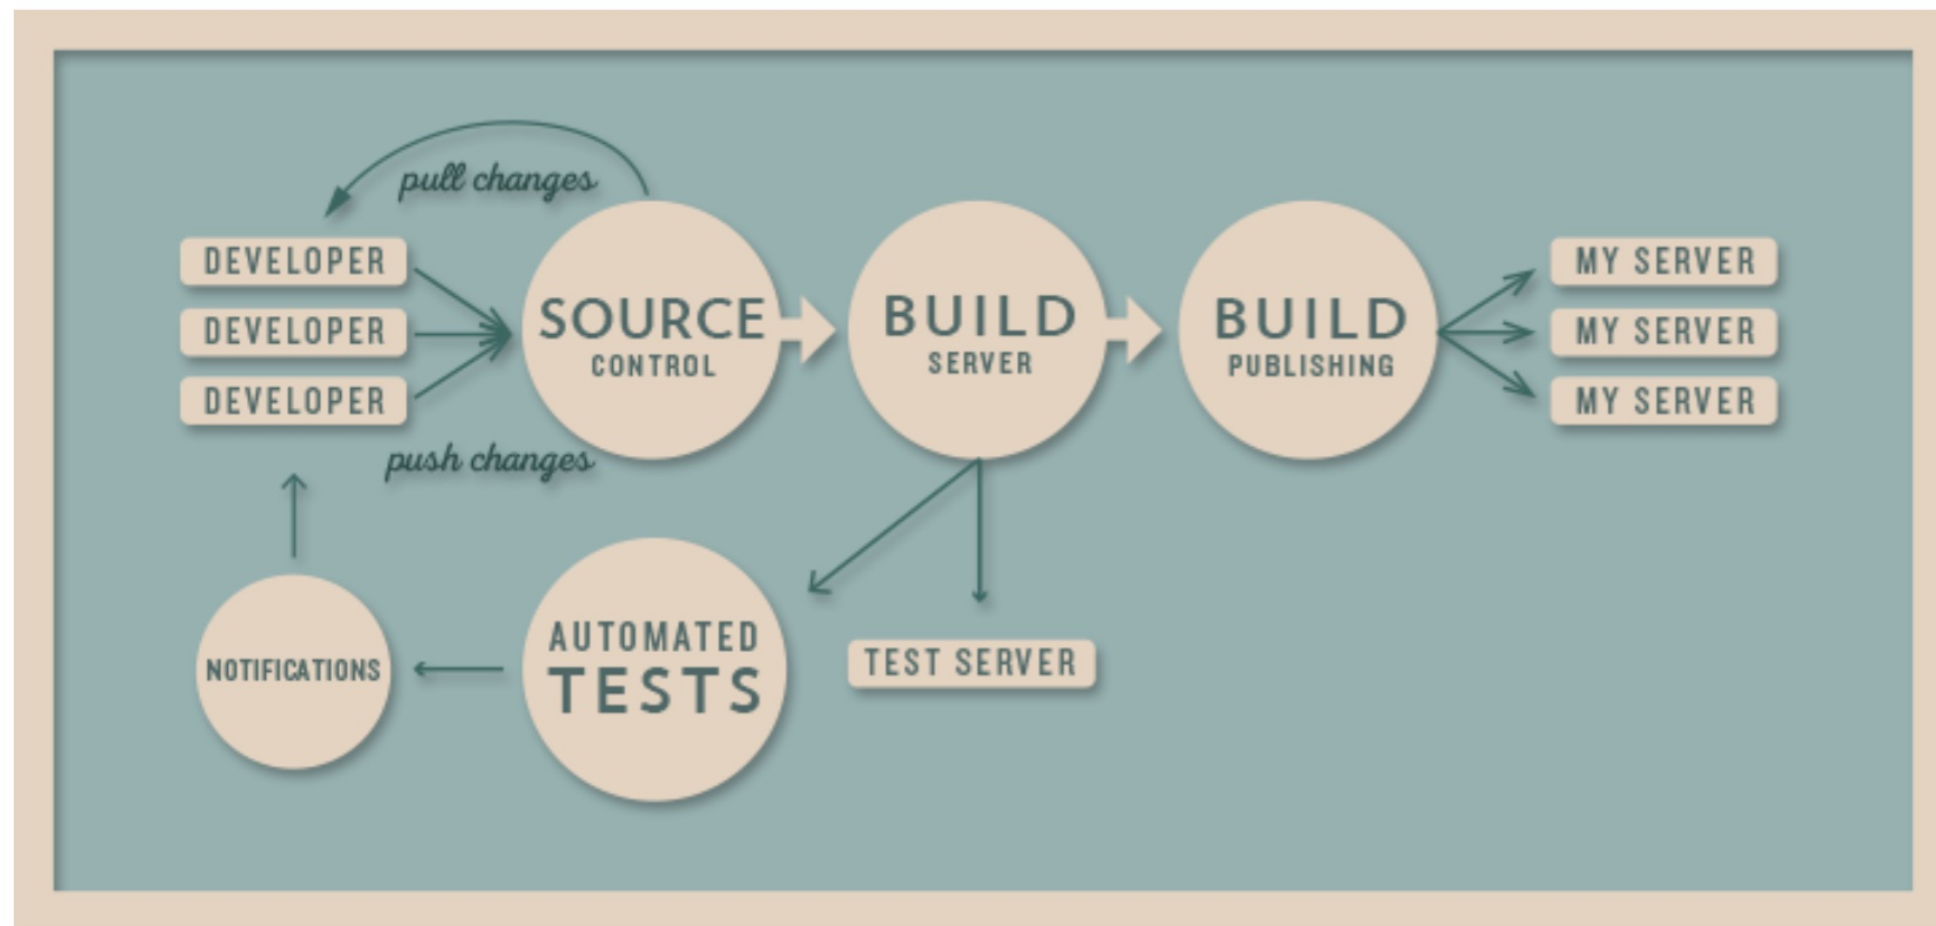 pull changes
DEVELOPER
DEVELOPER
DEVELOPER
push changes
SOURCE
CONTROL
BUILD
SERVER
BUILD
PUBLISHING
MY SERVER
MY SERVER
MY SERVER
NOTIFICATIONS
AUTOMATED
TESTS
TEST SERVER